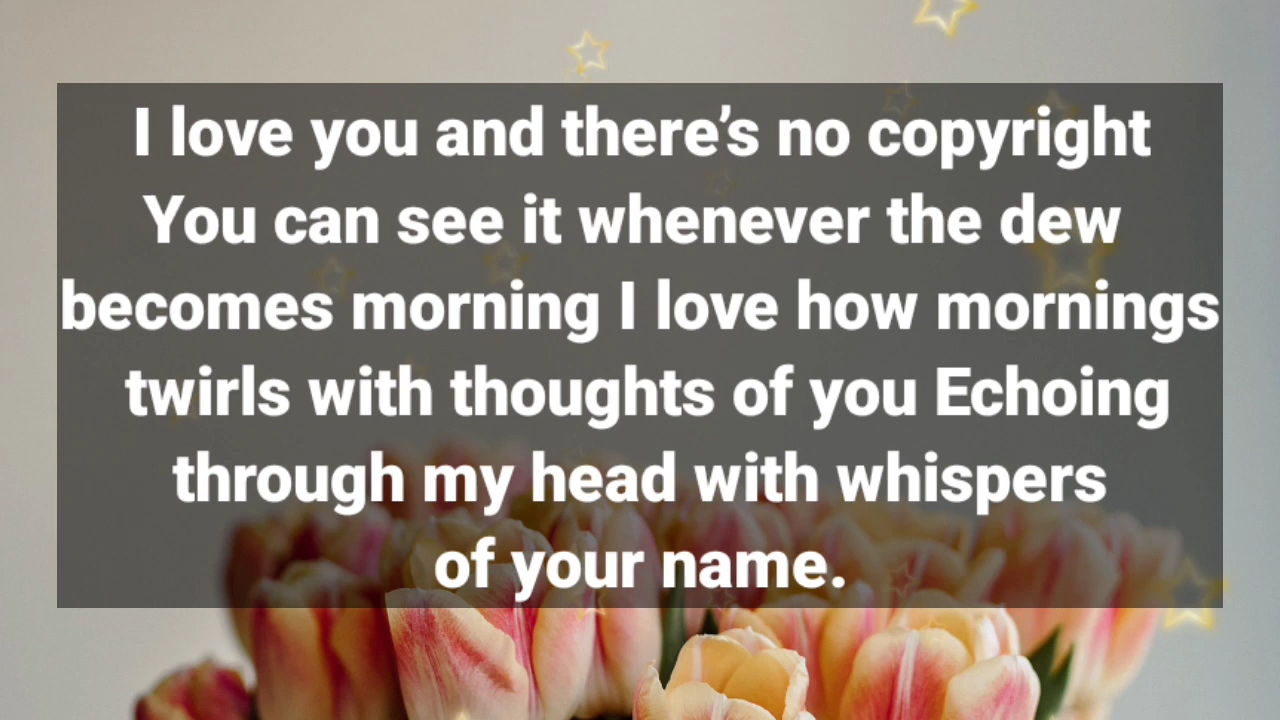 I love you and there’s no copyright
You can see it whenever the dew
becomes morning I love how mornings
twirls with thoughts of you Echoing
through my head with whispers
of your name.